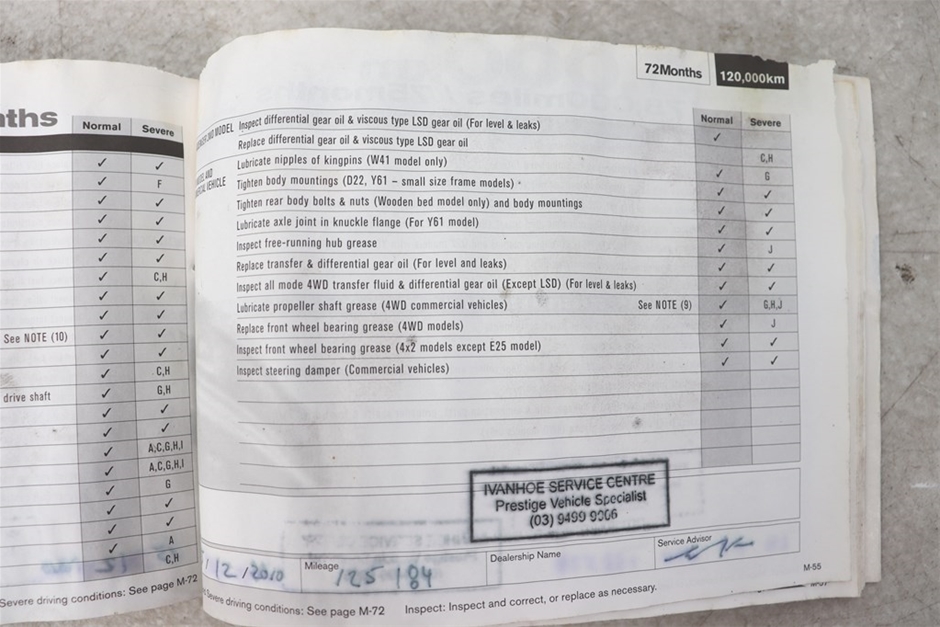 ths
Normal Severe
✓ ✓
✓ F
✓ ✓
✓ ✓
✓ ✓
✓ ✓
✓ C,H
✓ ✓
✓ ✓
See NOTE (10) ✓ ✓
✓ ✓
✓ C,H
drive shaft ✓ G,H
✓ ✓
✓ ✓
✓ A,C,G,H,I
✓ A,C,G,H,I
✓ G
✓ ✓
✓ ✓
✓ A
C,H
Severe driving conditions: See page M-72
72Months 120,000km
Normal Severe
Inspect differential gear oil & viscous type LSD gear oil (For level & leaks) ✓
Replace differential gear oil & viscous type LSD gear oil C,H
Lubricate nipples of kingpins (W41 model only) ✓ G
Tighten body mountings (D22, Y61 – small size frame models) ✓ ✓
Tighten rear body bolts & nuts (Wooden bed model only) and body mountings ✓ ✓
Lubricate axle joint in knuckle flange (For Y61 model) ✓ ✓
Inspect free-running hub grease ✓ J
Replace transfer & differential gear oil (For level and leaks) ✓ ✓
Inspect all mode 4WD transfer fluid & differential gear oil (Except LSD) (For level & leaks) ✓ ✓
Lubricate propeller shaft grease (4WD commercial vehicles) See NOTE (9) ✓ G,H,J
Replace front wheel bearing grease (4WD models) ✓ J
Inspect front wheel bearing grease (4x2 models except E25 model) ✓ ✓
Inspect steering damper (Commercial vehicles) ✓ ✓
IVANHOE SERVICE CENTRE
Prestige Vehicle Specialist
(03) 9499 9066
/12/2010 Mileage 125184 Dealership Name Service Advisor
M-55
Severe driving conditions: See page M-72 Inspect: Inspect and correct, or replace as necessary.